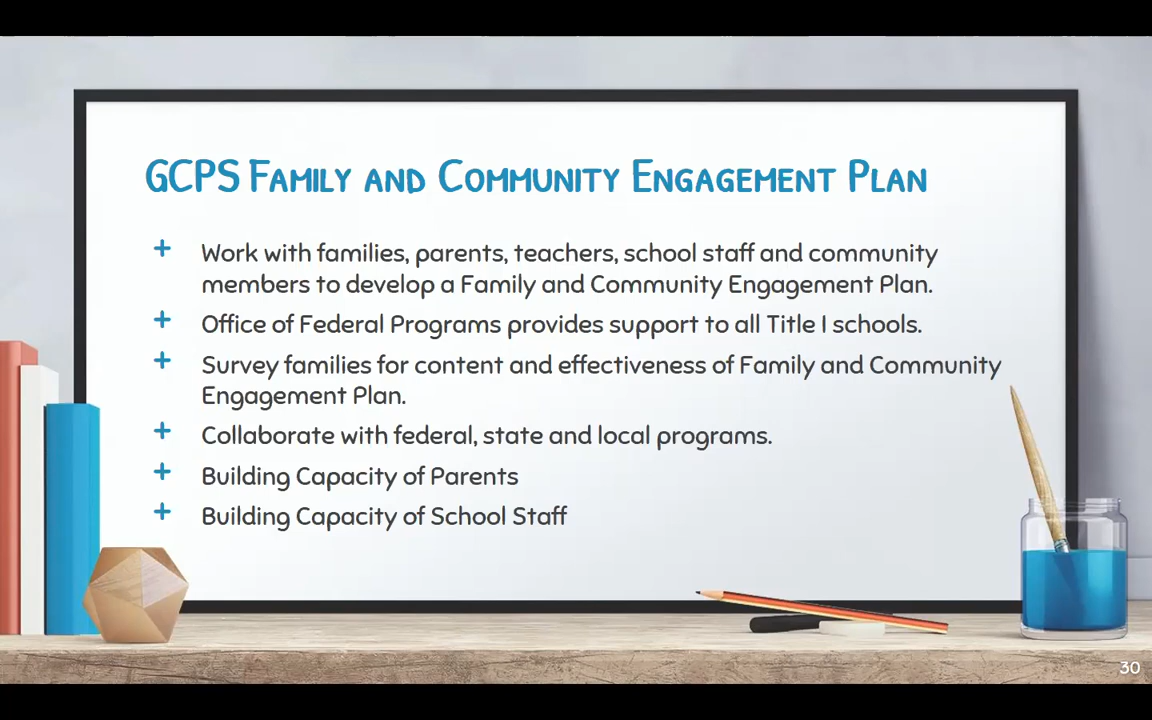 GCPS Family and Community Engagement Plan
+ Work with families, parents, teachers, school staff and community
members to develop a Family and Community Engagement Plan.
+ Office of Federal Programs provides support to all Title I schools.
+ Survey families for content and effectiveness of Family and Community
Engagement Plan.
+ Collaborate with federal, state and local programs.
+ Building Capacity of Parents
+ Building Capacity of School Staff
30